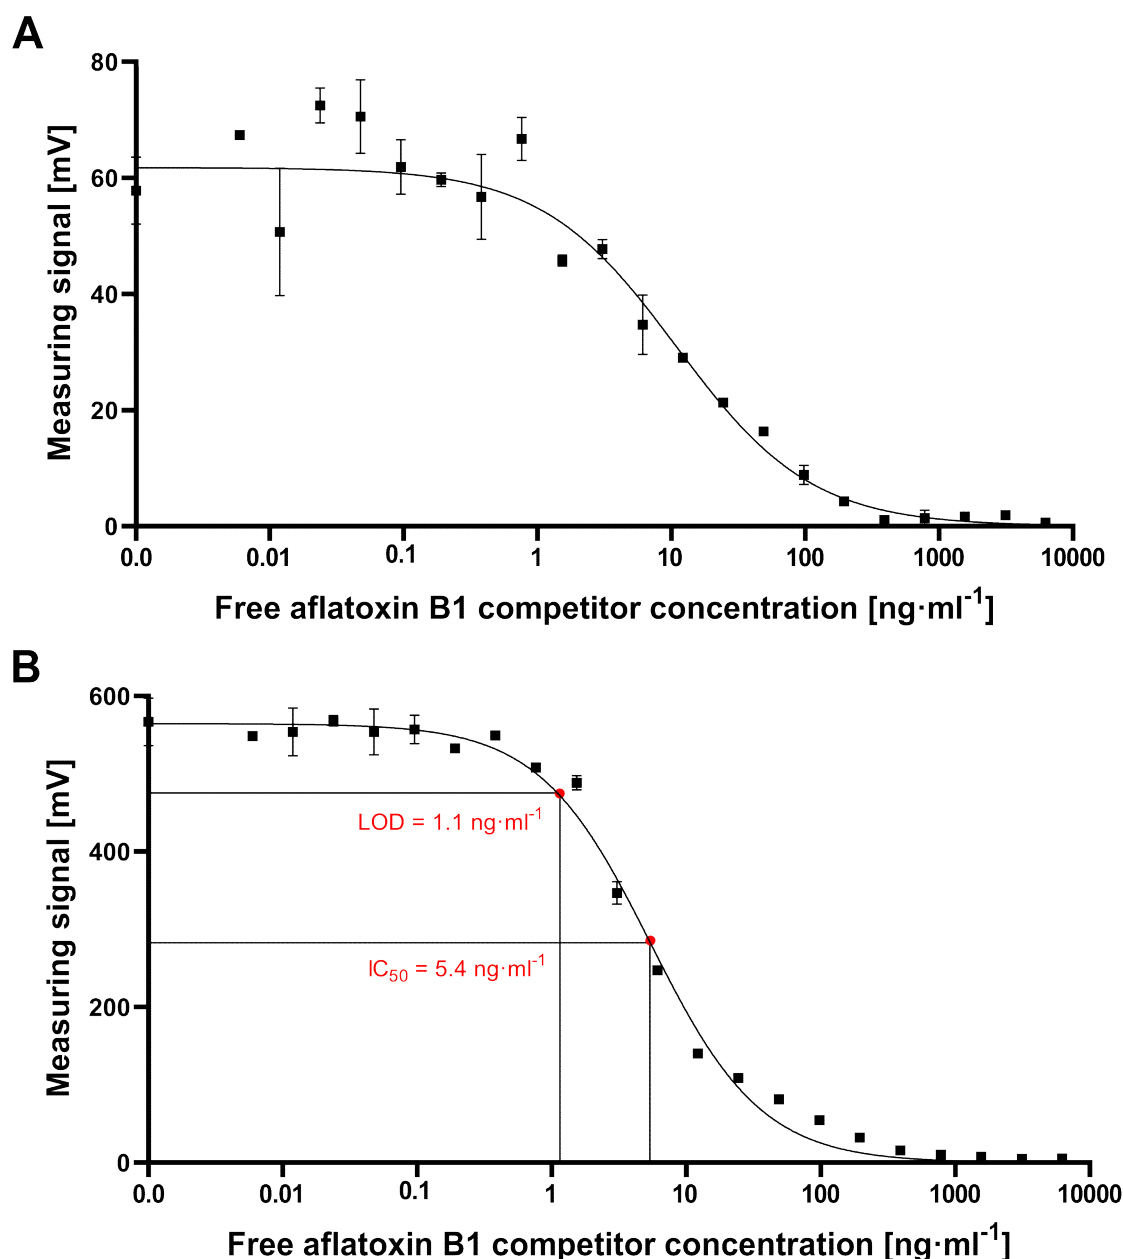 A
Measuring signal [mV]
80
60
40
20
0
0.0 0.01 0.1 1 10 100 1000 10000
Free aflatoxin B1 competitor concentration [ng·ml⁻¹]
B
Measuring signal [mV]
600
400
200
0
LOD = 1.1 ng·ml⁻¹
IC₅₀ = 5.4 ng·ml⁻¹
0.0 0.01 0.1 1 10 100 1000 10000
Free aflatoxin B1 competitor concentration [ng·ml⁻¹]